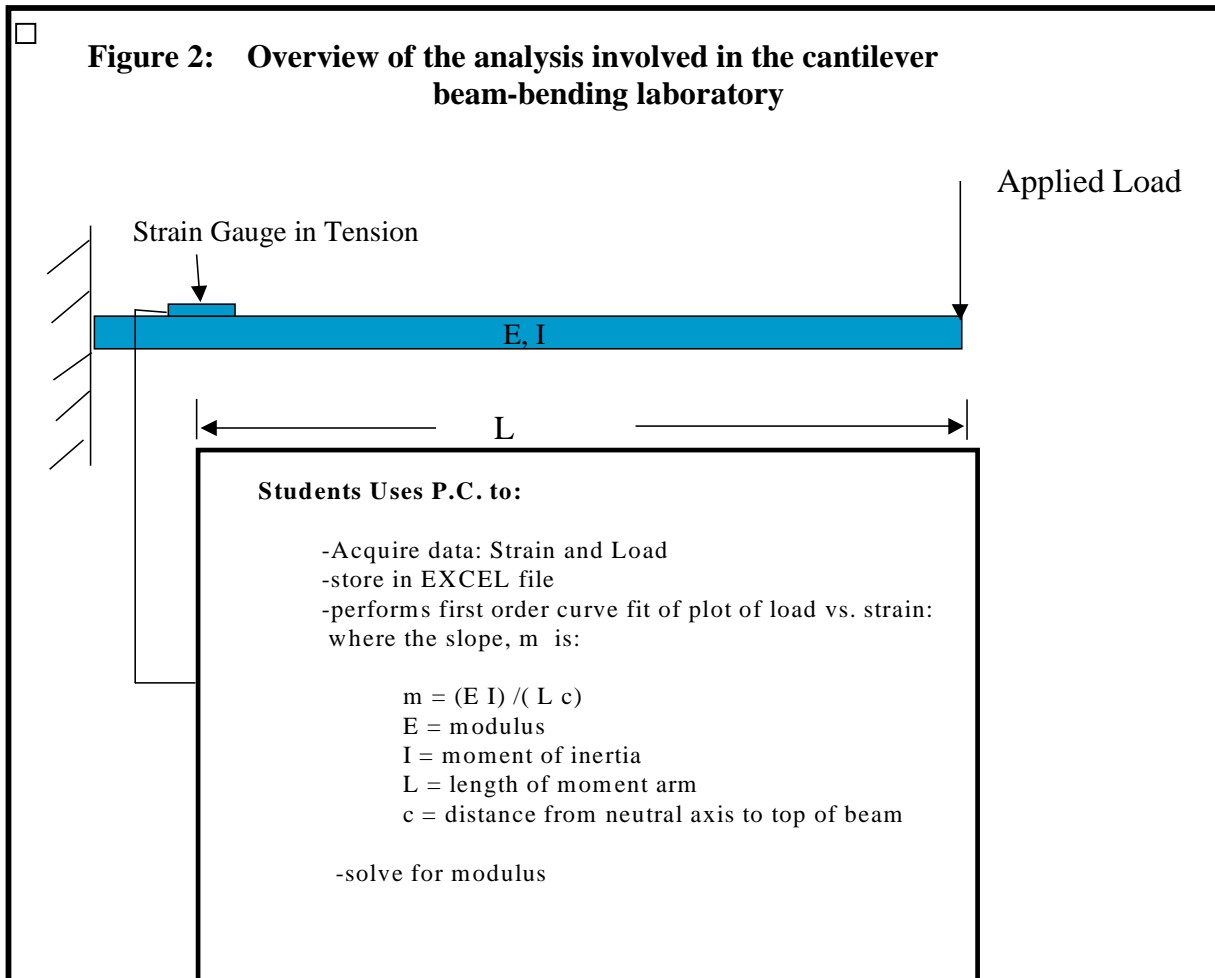 Figure 2: Overview of the analysis involved in the cantilever
beam-bending laboratory
Applied Load
Strain Gauge in Tension
E, I
L
Students Uses P.C. to:
-Acquire data: Strain and Load
-store in EXCEL file
-performs first order curve fit of plot of load vs. strain:
where the slope, m is:
m = (E I) /( L c)
E = modulus
I = moment of inertia
L = length of moment arm
c = distance from neutral axis to top of beam
-solve for modulus